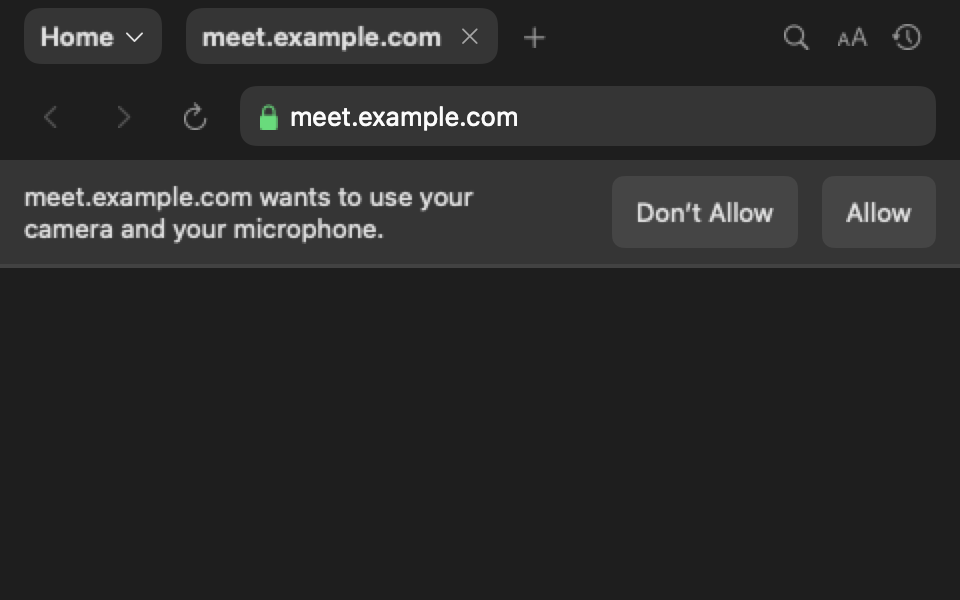 Home
meet.example.com
AA
meet.example.com
meet.example.com wants to use your
camera and your microphone.
Don’t Allow
Allow